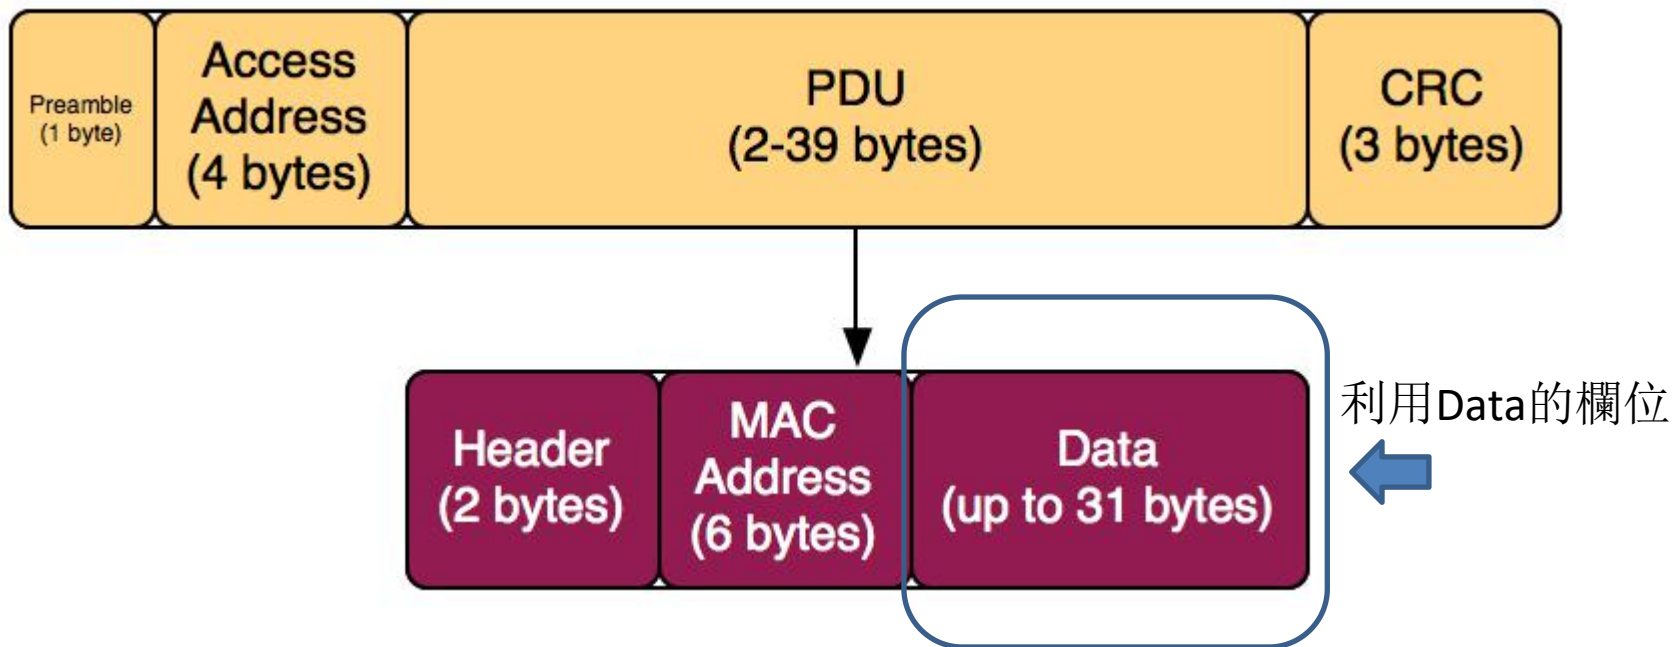 Preamble
(1 byte)
Access
Address
(4 bytes)
PDU
(2-39 bytes)
CRC
(3 bytes)
Header
(2 bytes)
MAC
Address
(6 bytes)
Data
(up to 31 bytes)
利用Data的欄位